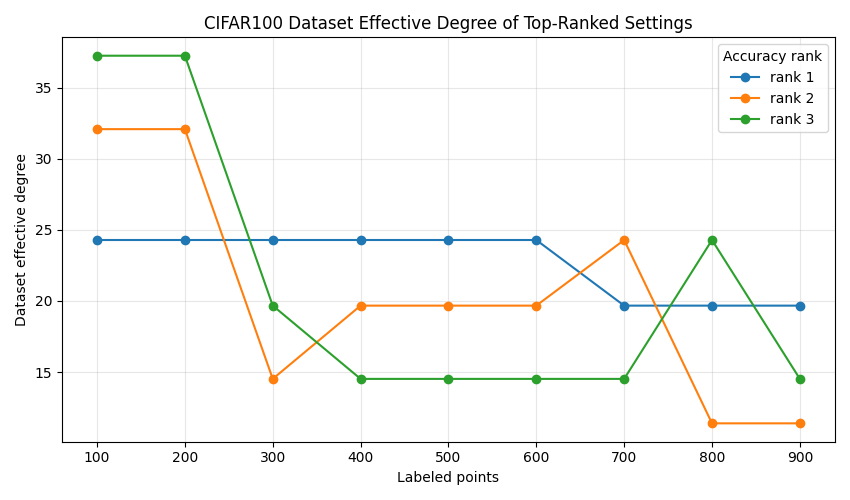 CIFAR100 Dataset Effective Degree of Top-Ranked Settings
Accuracy rank
rank 1
rank 2
rank 3
Dataset effective degree
35
30
25
20
15
100 200 300 400 500 600 700 800 900
Labeled points